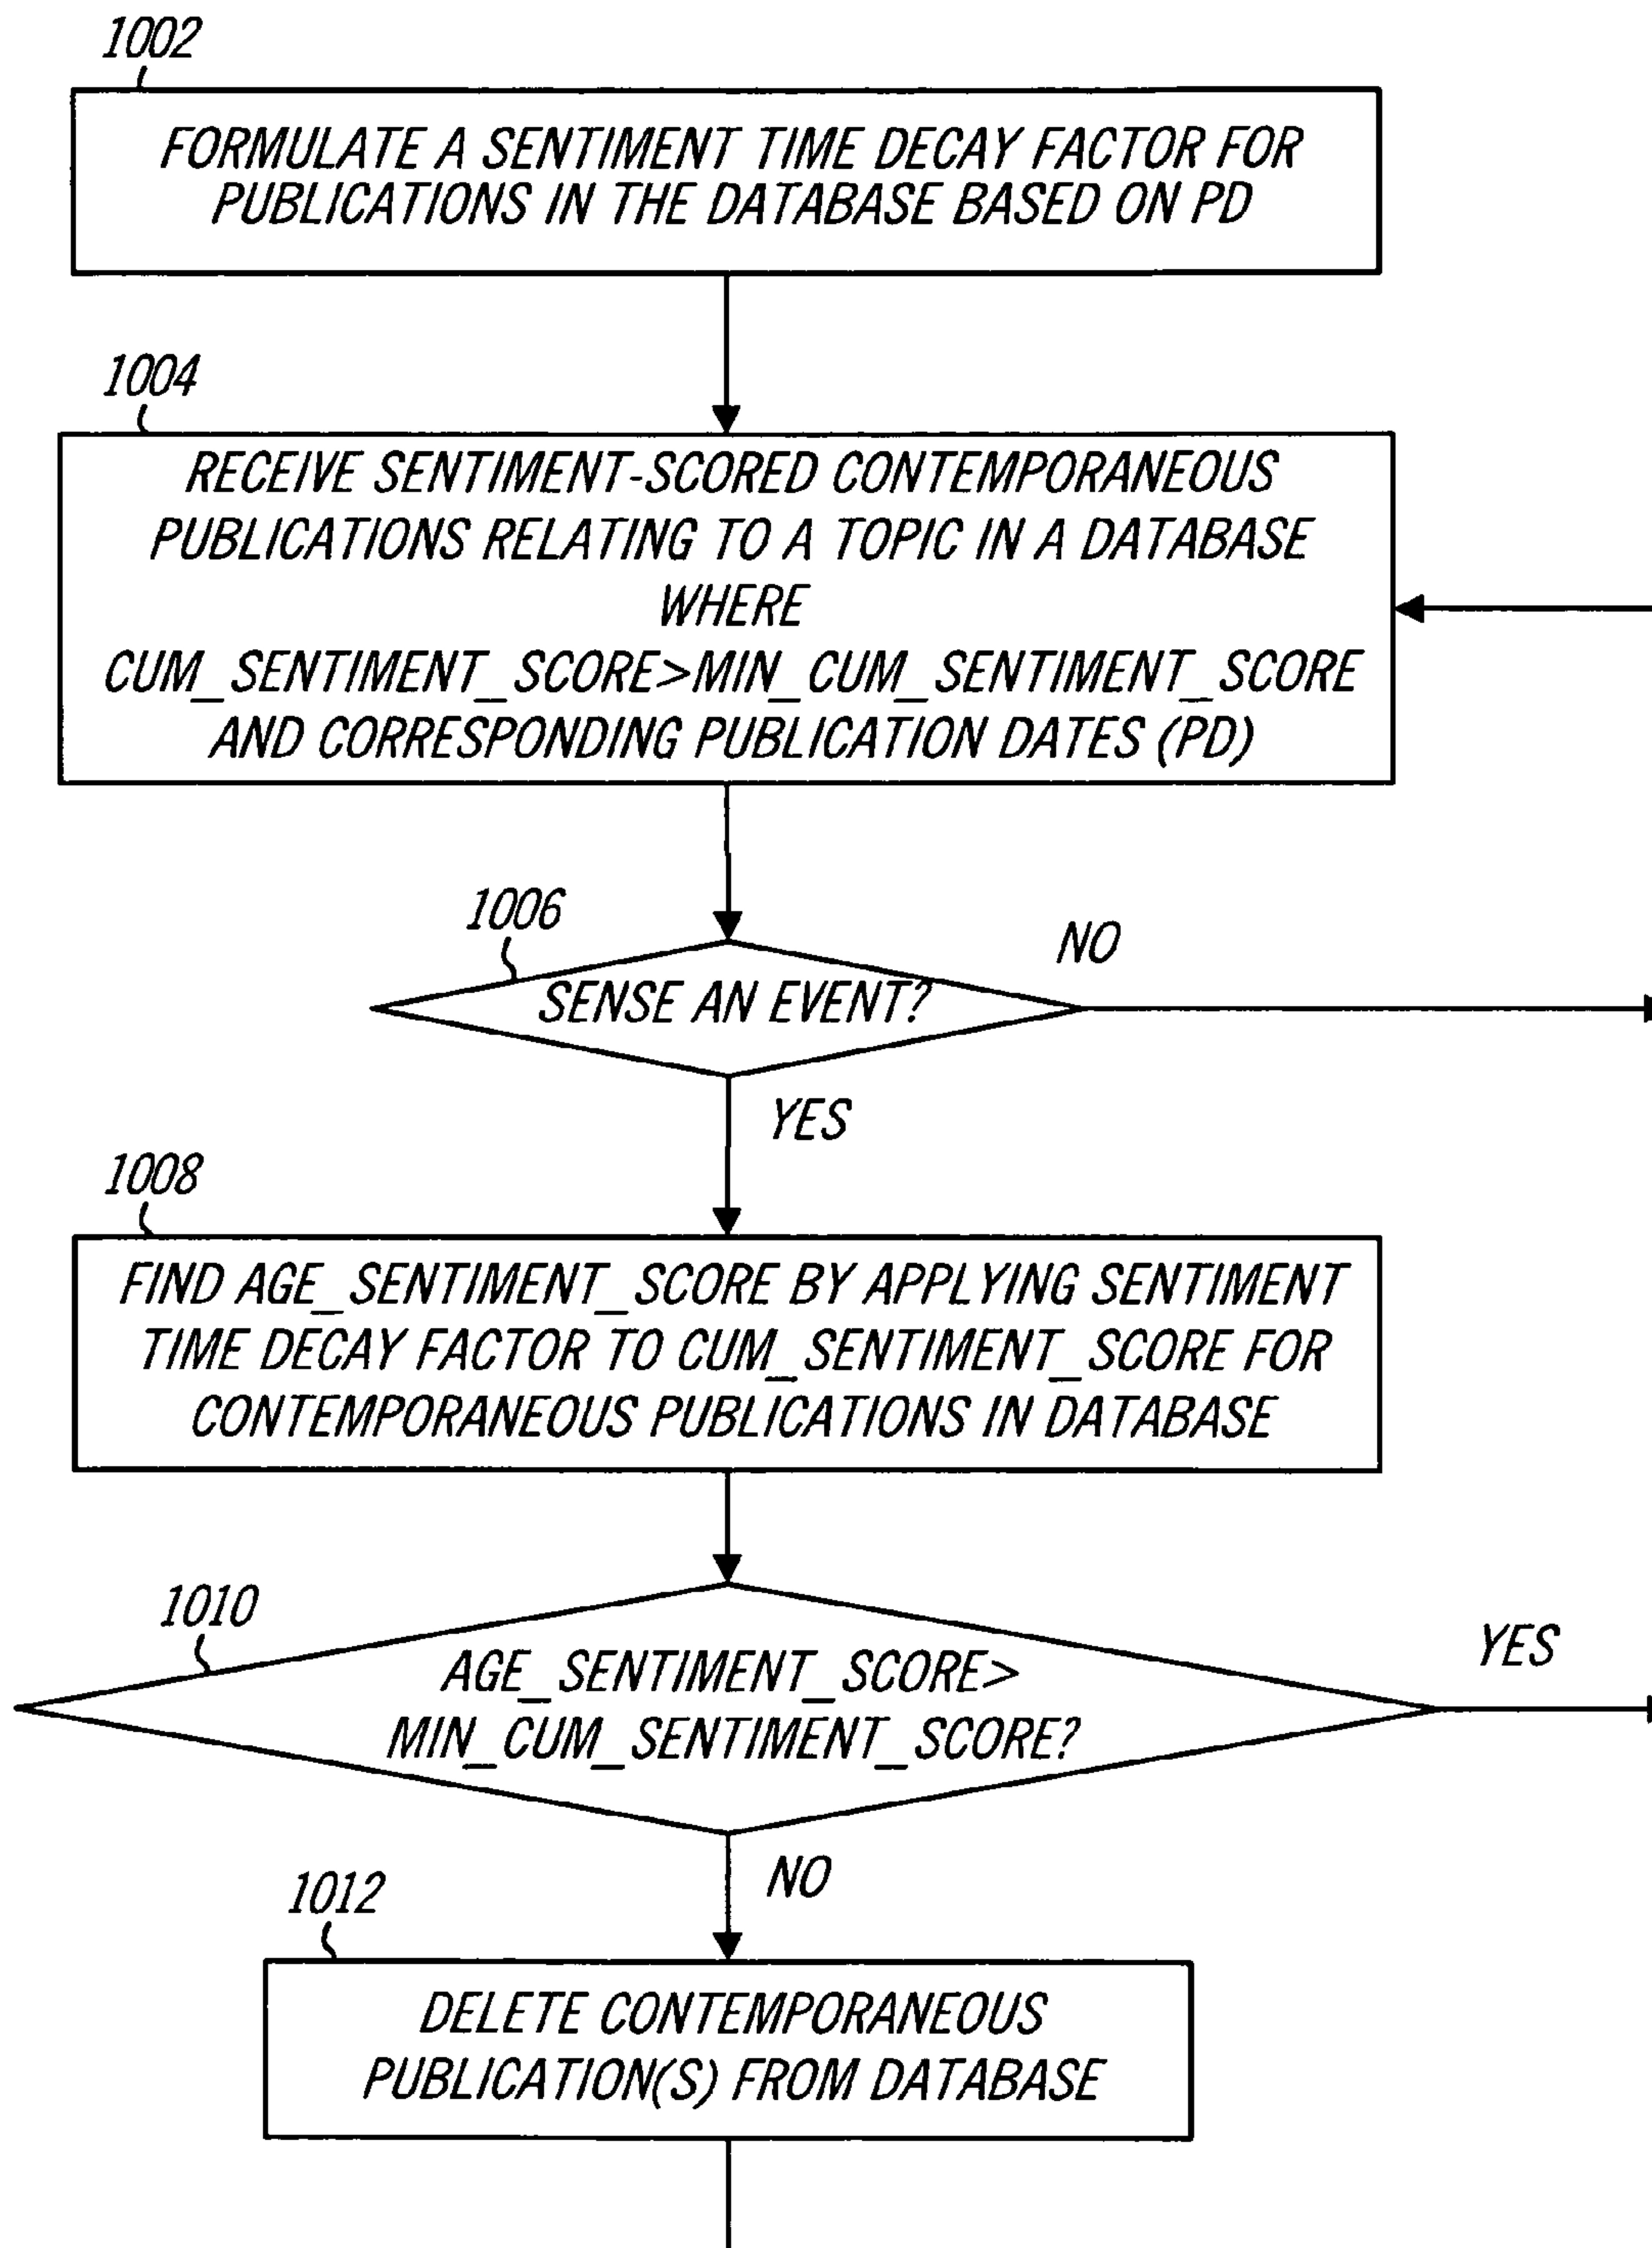 1002
FORMULATE A SENTIMENT TIME DECAY FACTOR FOR
PUBLICATIONS IN THE DATABASE BASED ON PD
1004
RECEIVE SENTIMENT-SCORED CONTEMPORANEOUS
PUBLICATIONS RELATING TO A TOPIC IN A DATABASE
WHERE
CUM_SENTIMENT_SCORE>MIN_CUM_SENTIMENT_SCORE
AND CORRESPONDING PUBLICATION DATES (PD)
1006
NO
SENSE AN EVENT?
YES
1008
FIND AGE_SENTIMENT_SCORE BY APPLYING SENTIMENT
TIME DECAY FACTOR TO CUM_SENTIMENT_SCORE FOR
CONTEMPORANEOUS PUBLICATIONS IN DATABASE
1010
YES
AGE_SENTIMENT_SCORE>
MIN_CUM_SENTIMENT_SCORE?
NO
1012
DELETE CONTEMPORANEOUS
PUBLICATION(S) FROM DATABASE